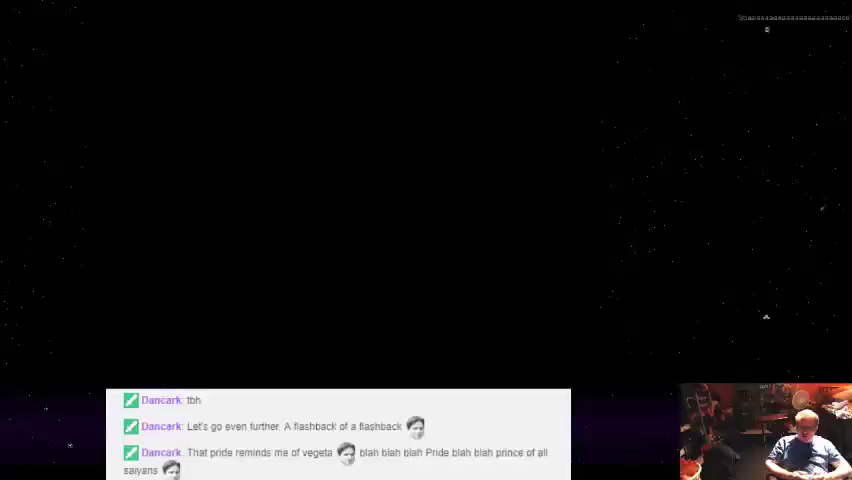 Dancark: tbh
Dancark: Let's go even further. A flashback of a flashback
Dancark: That pride reminds me of vegeta blah blah blah Pride blah blah prince of all
saiyans